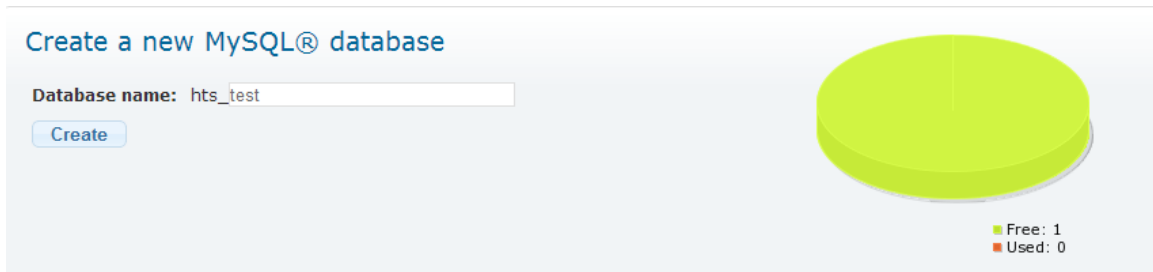 Create a new MySQL® database
Database name: hts_test
Create
Free: 1
Used: 0